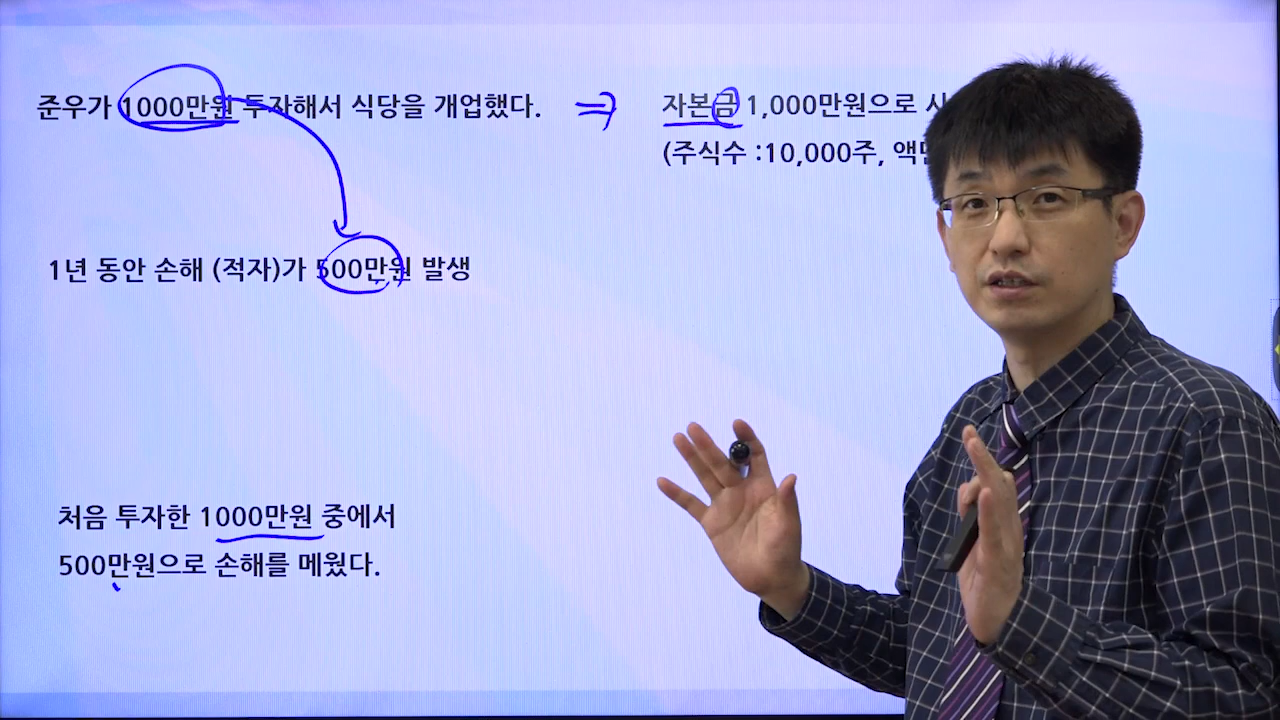 준우가 1000만원 투자해서 식당을 개업했다. ⇒ 자본금 1,000만원으로
(주식수 :10,000주,
1년 동안 손해 (적자)가 500만원 발생
처음 투자한 1000만원 중에서
500만원으로 손해를 메웠다.